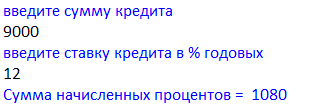 введите сумму кредита
9000
введите ставку кредита в % годовых
12
Сумма начисленных процентов =  1080